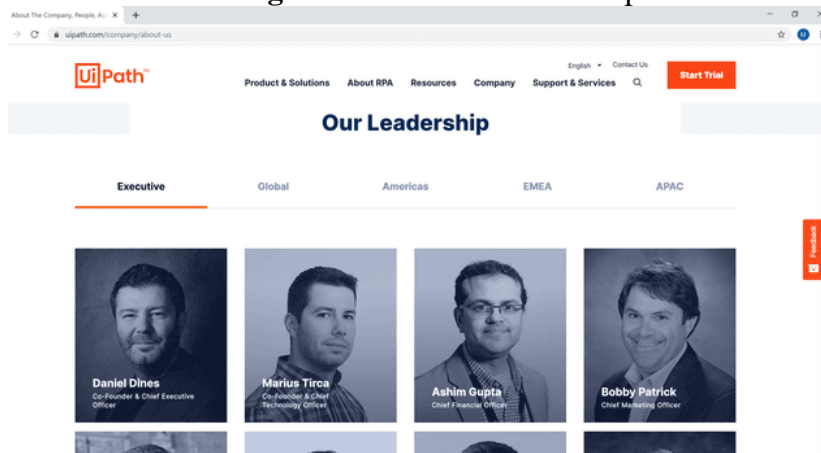 About The Company, People, Au
uipath.com/company/about-us
M
English
Contact Us
UiPath™
Product & Solutions
About RPA
Resources
Company
Support & Services
Start Trial
Our Leadership
Executive
Global
Americas
EMEA
APAC
Feedback
Daniel Dines
Co-Founder & Chief Executive
Officer
Marius Tirca
Co-Founder & Chief
Technology Officer
Ashim Gupta
Chief Financial Officer
Bobby Patrick
Chief Marketing Officer